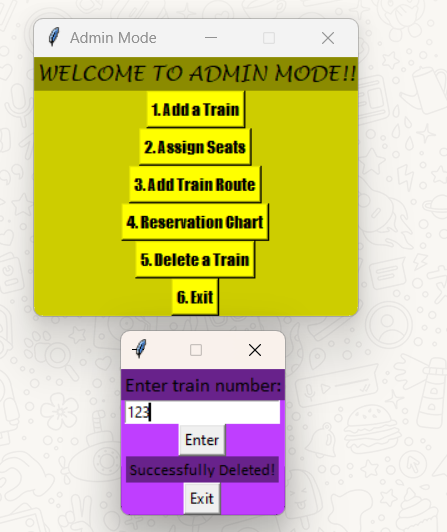 Admin Mode
WELCOME TO ADMIN MODE!!
1. Add a Train
2. Assign Seats
3. Add Train Route
4. Reservation Chart
5. Delete a Train
6. Exit
Enter train number:
123
Enter
Successfully Deleted!
Exit